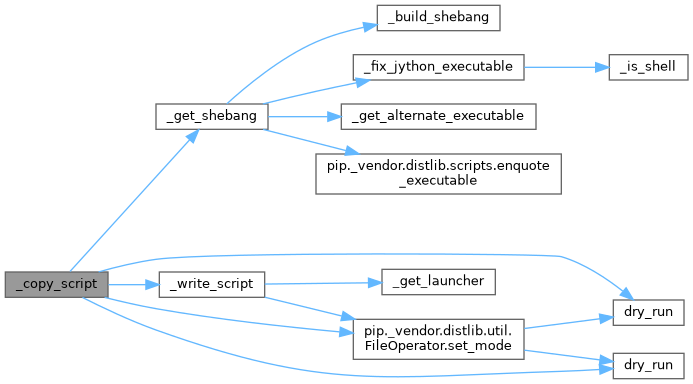 _build_shebang
_fix_jython_executable
_is_shell
_get_shebang
_get_alternate_executable
pip._vendor.distlib.scripts.enquote
_executable
_copy_script
_write_script
_get_launcher
dry_run
pip._vendor.distlib.util.
FileOperator.set_mode
dry_run